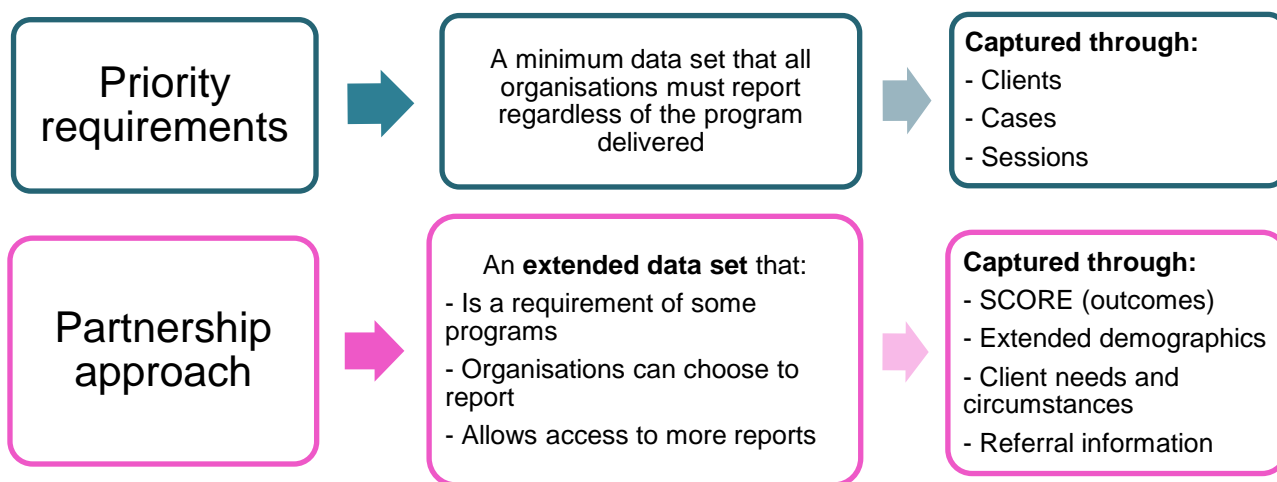 Priority
requirements
A minimum data set that all
organisations must report
regardless of the program
delivered
Captured through:
- Clients
- Cases
- Sessions
Partnership
approach
An extended data set that:
- Is a requirement of some
programs
- Organisations can choose to
report
- Allows access to more reports
Captured through:
- SCORE (outcomes)
- Extended demographics
- Client needs and
circumstances
- Referral information